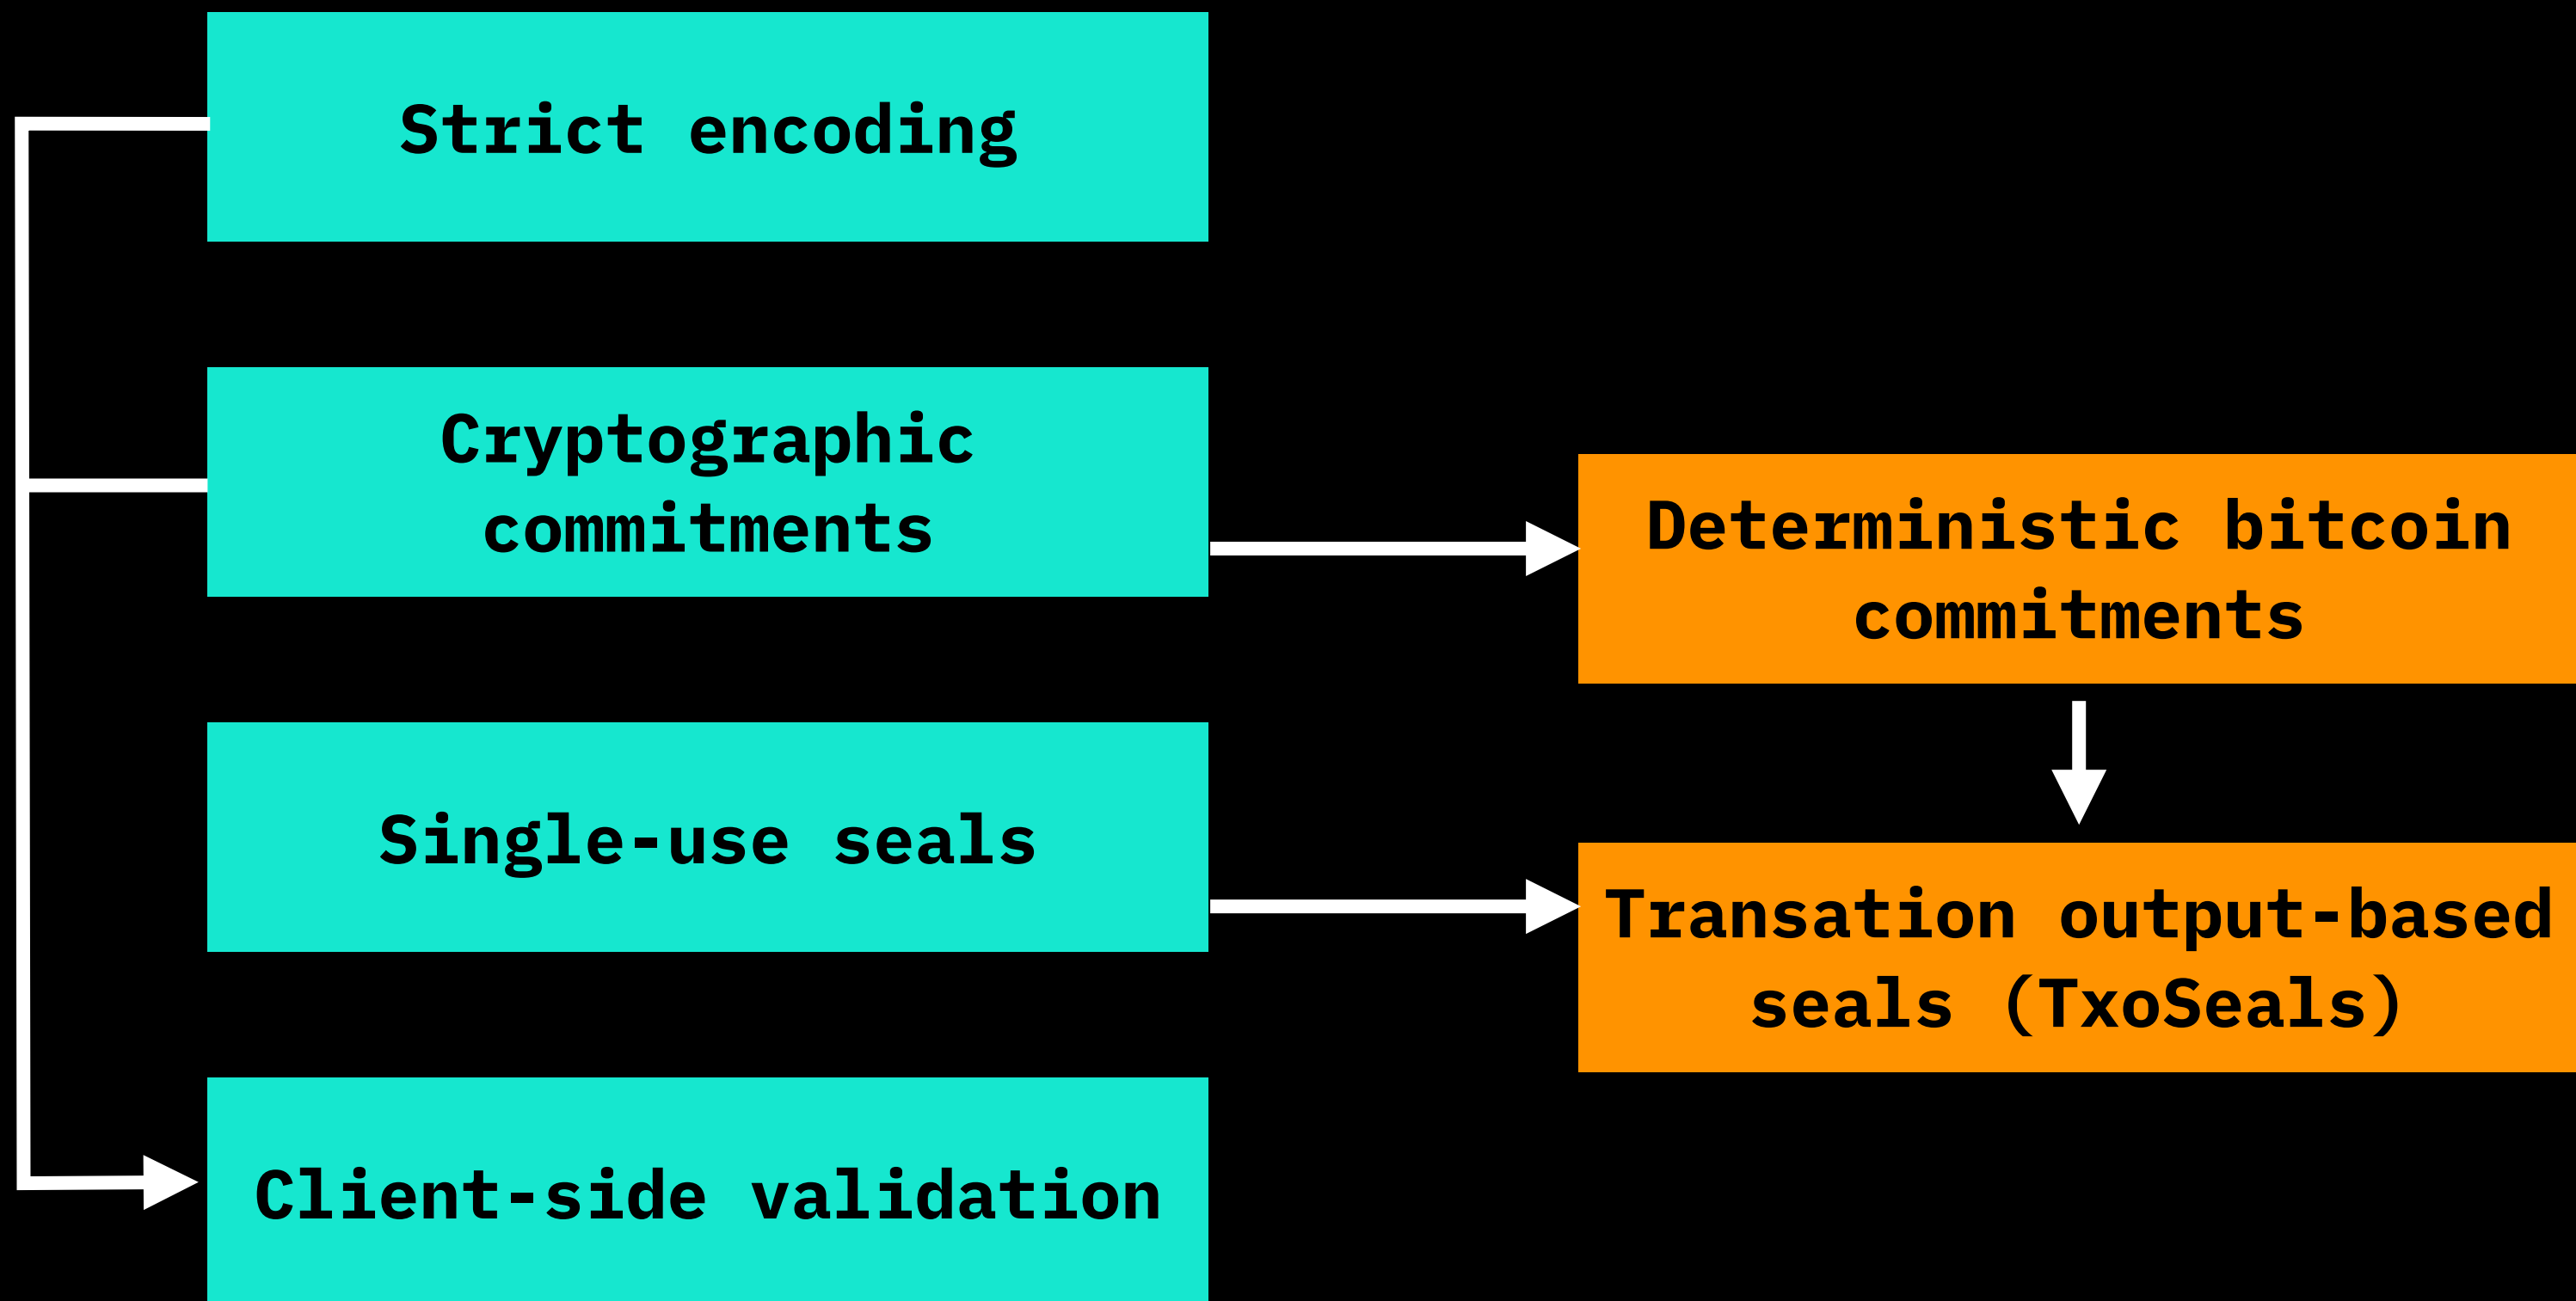 Strict encoding
Cryptographic
commitments
Deterministic bitcoin
commitments
Single-use seals
Transation output-based
seals (TxoSeals)
Client-side validation